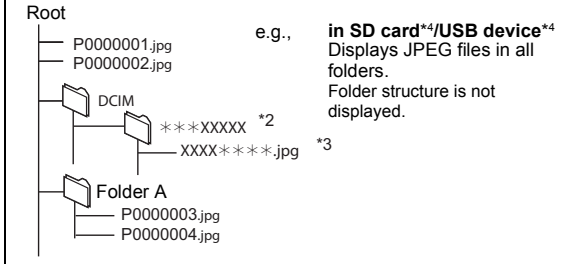 Root
P0000001.jpg
P0000002.jpg
DCIM
✳✳✳XXXXX *2
XXXX✳✳✳✳.jpg *3
Folder A
P0000003.jpg
P0000004.jpg
e.g.,
in SD card*4/USB device*4
Displays JPEG files in all
folders.
Folder structure is not
displayed.